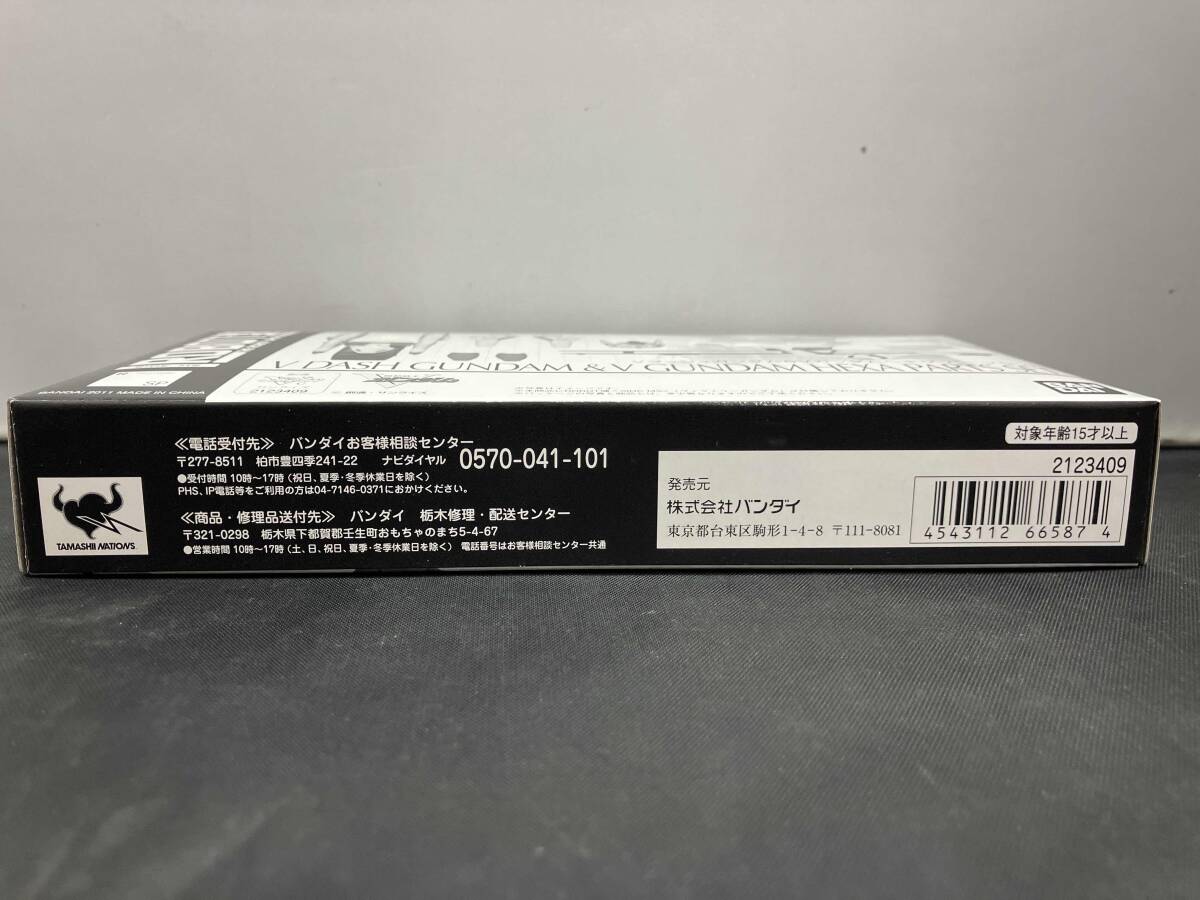 V DASH GUNDAM & V GUNDAM HEXA PARTS SET
SP
BANDAI 2011 MADE IN CHINA
2123409
対象年齢15才以上
≪電話受付先≫ バンダイお客様相談センター
〒277-8511 柏市豊四季241-22 ナビダイヤル 0570-041-101
●受付時間 10時~17時(祝日、夏季・冬季休業日を除く)
PHS、IP電話等をご利用の方は04-7146-0371におかけください。
≪商品・修理品送付先≫ バンダイ 栃木修理・配送センター
〒321-0298 栃木県下都賀郡壬生町おもちゃのまち5-4-67
●営業時間 10時~17時(土、日、祝日、夏季・冬季休業日を除く) 電話番号はお客様相談センター共通
TAMASHII NATIONS
発売元
株式会社バンダイ
東京都台東区駒形1-4-8 〒111-8081
2123409
4543112 66587 4